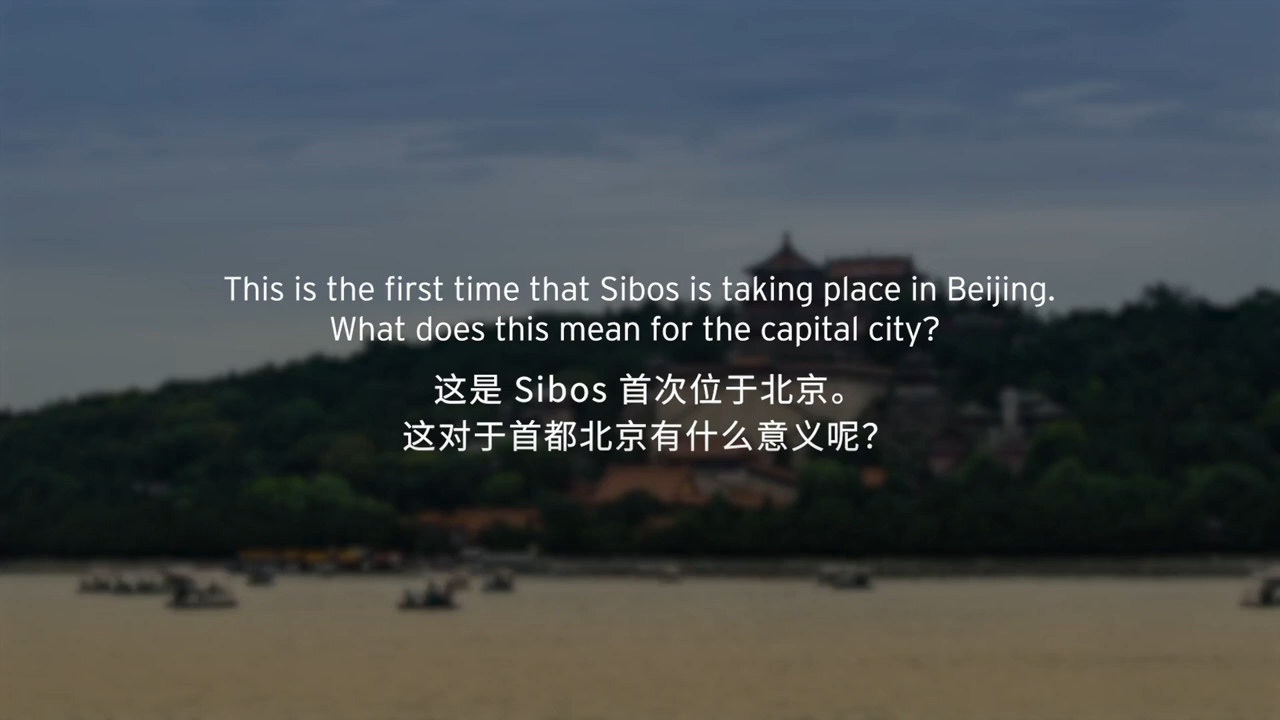 This is the first time that Sibos is taking place in Beijing.
What does this mean for the capital city?
这是 Sibos 首次位于北京。
这对于首都北京有什么意义呢?